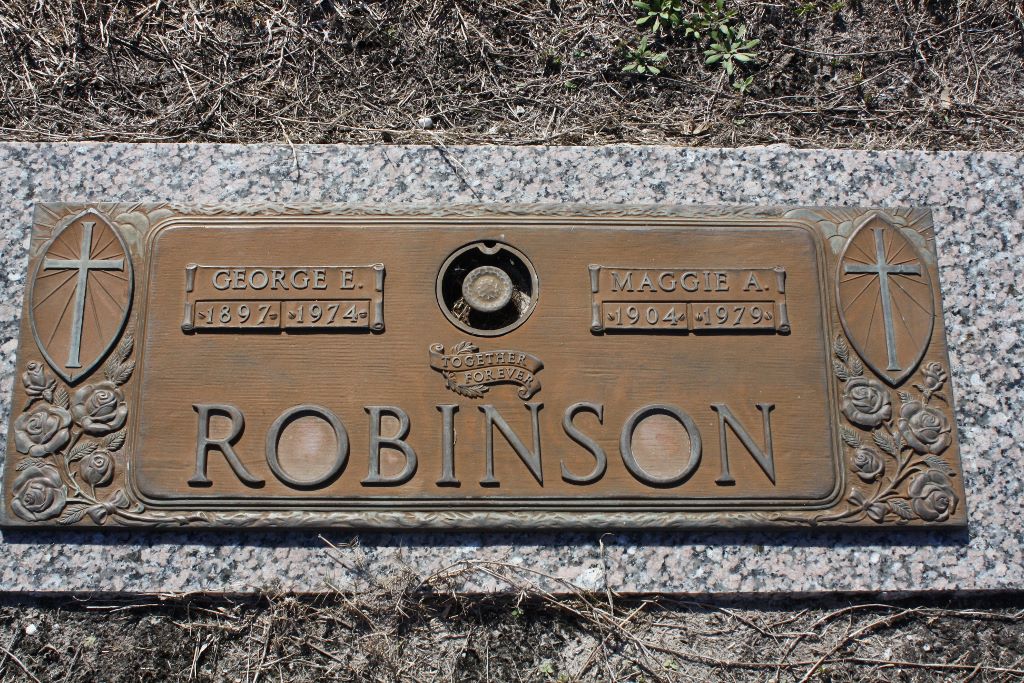 GEORGE E.
1897 1974
MAGGIE A.
1904 1979
TOGETHER
FOREVER
ROBINSON